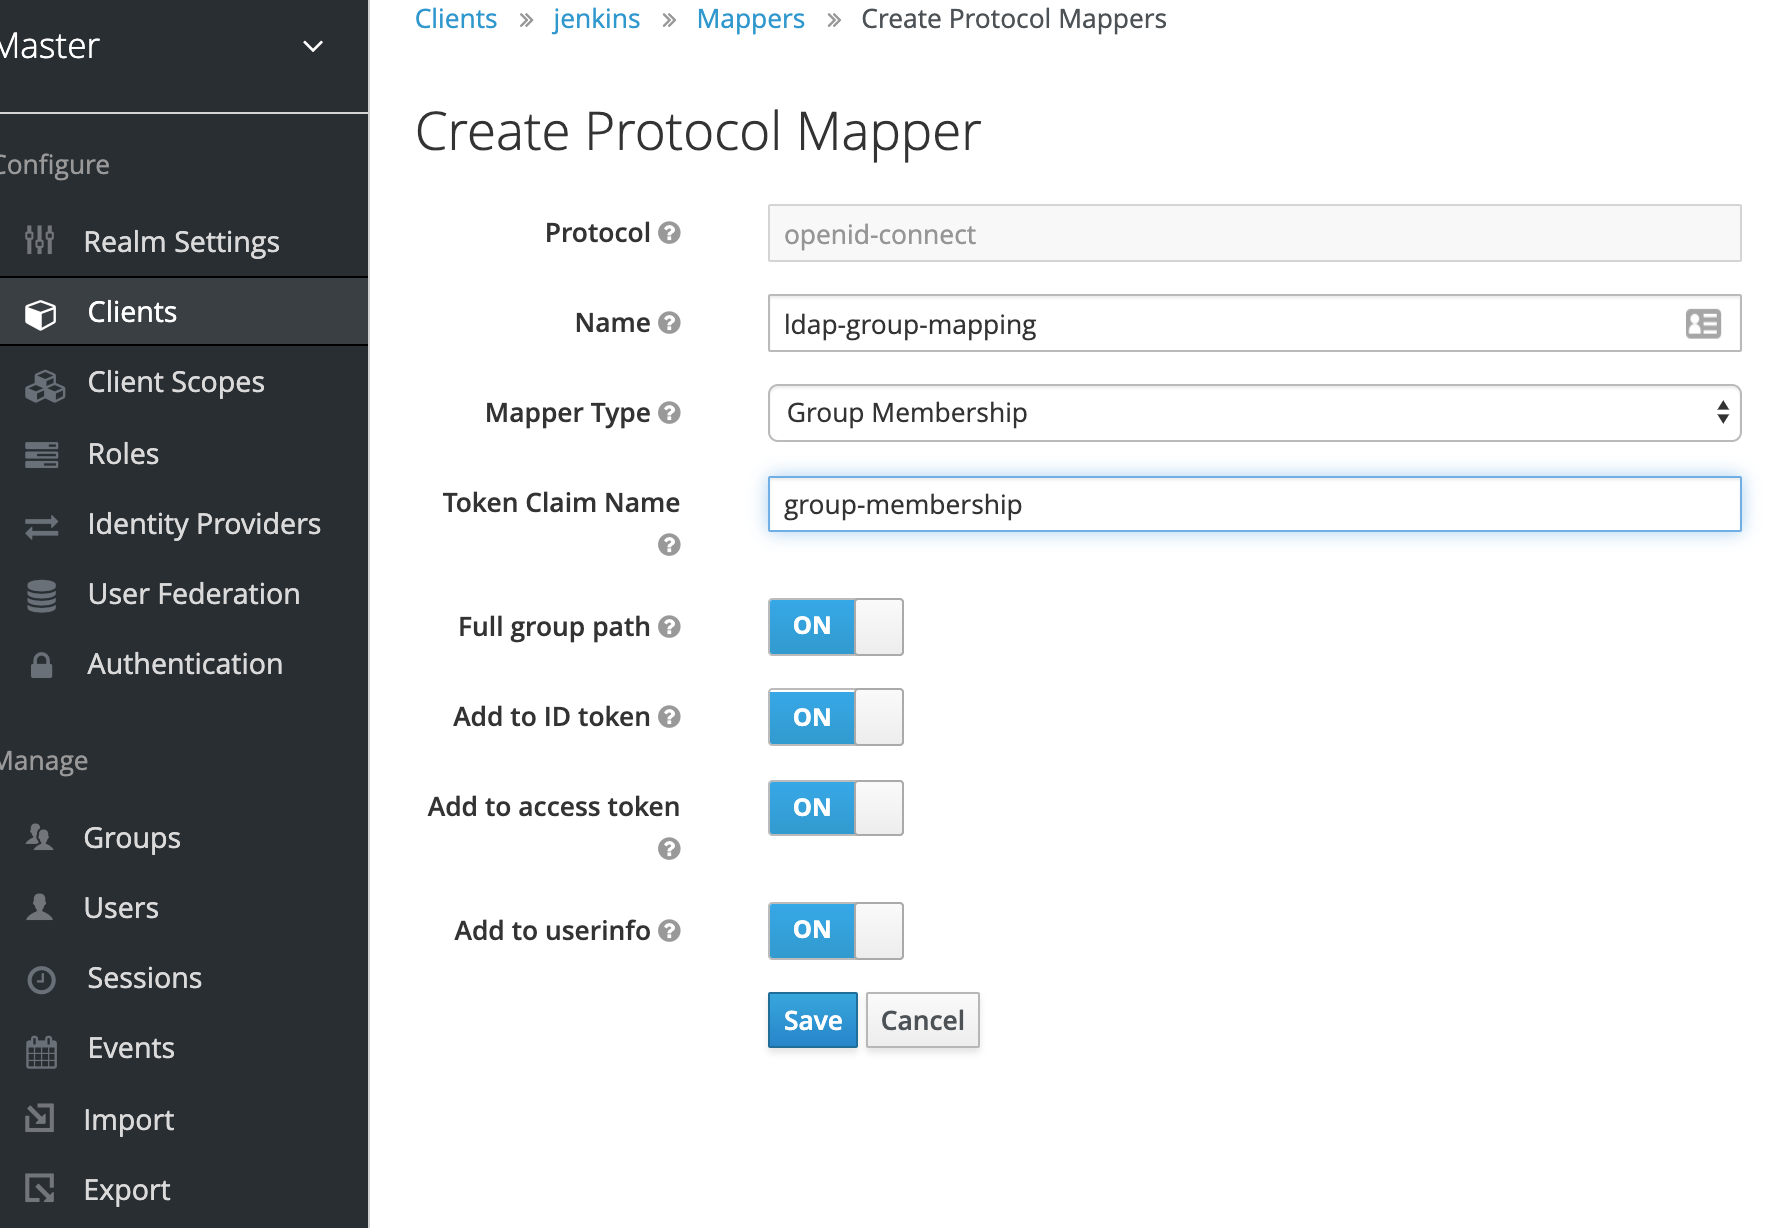 Master
Configure
Realm Settings
Clients
Client Scopes
Roles
Identity Providers
User Federation
Authentication
Manage
Groups
Users
Sessions
Events
Import
Export
Clients » jenkins » Mappers » Create Protocol Mappers
Create Protocol Mapper
Protocol ? openid-connect
Name ? ldap-group-mapping
Mapper Type ? Group Membership
Token Claim Name ? group-membership
Full group path ? ON
Add to ID token ? ON
Add to access token ? ON
Add to userinfo ? ON
Save Cancel